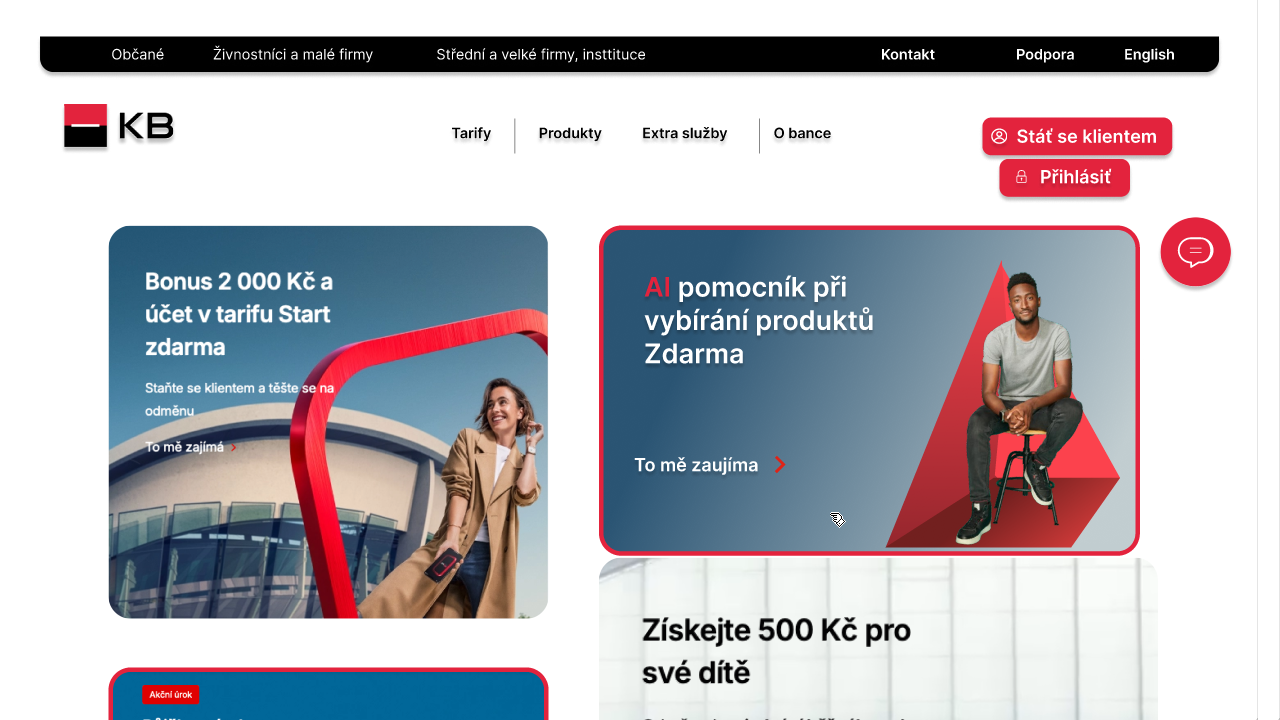 Občané
Živnostníci a malé firmy
Střední a velké firmy, insttituce
Kontakt
Podpora
English
KB
Tarify
Produkty
Extra služby
O bance
Stáť se klientem
Přihlásiť
Bonus 2 000 Kč a
účet v tarifu Start
zdarma
Staňte se klientem a těšte se na
odměnu
To mě zajímá
AI pomocník při
vybírání produktů
Zdarma
To mě zaujíma
Získejte 500 Kč pro
své dítě
Akční úrok